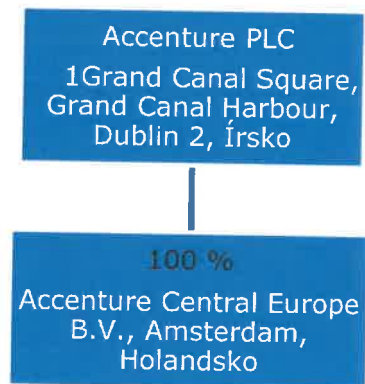 Accenture PLC
1Grand Canal Square,
Grand Canal Harbour,
Dublin 2, Írsko
100 %
Accenture Central Europe
B.V., Amsterdam,
Holandsko